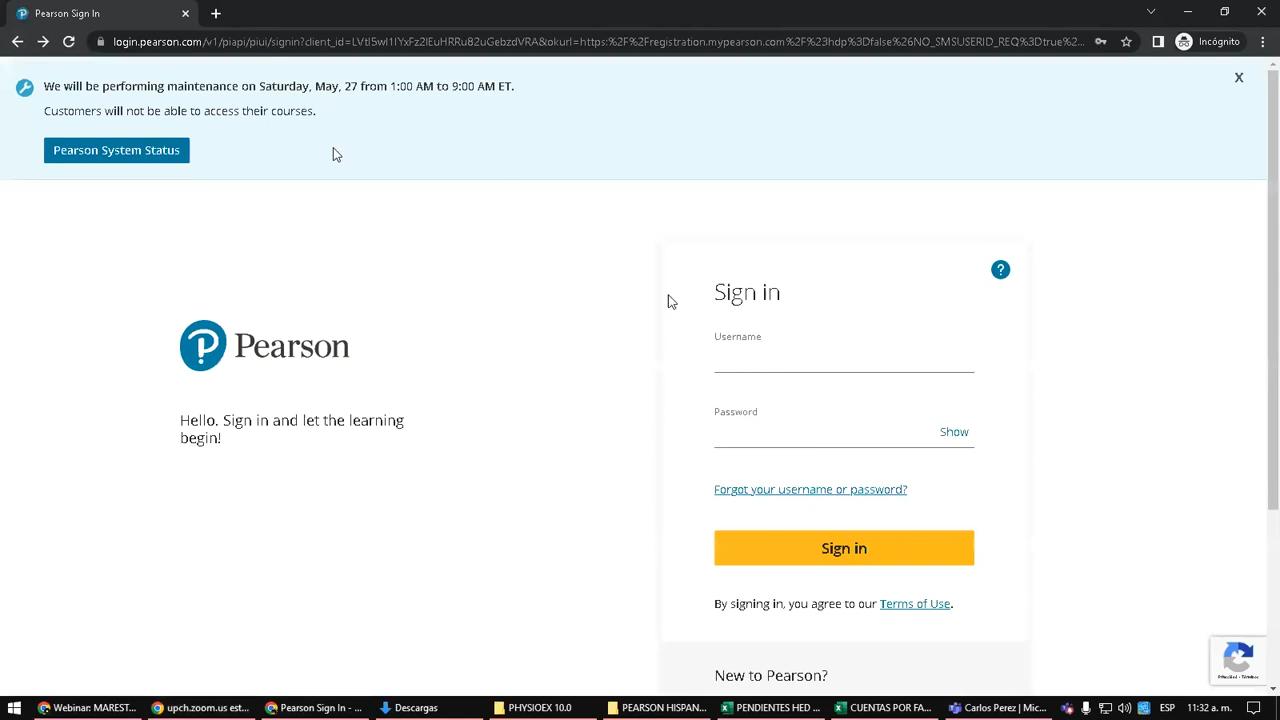 Pearson Sign In
login.pearson.com/v1/piapi/piui/signin?client_id=LVtI5wI1IYxFz2IEuHRRu82uGebzdVRA&okurl=https:%2F%2Fregistration.mypearson.com%2F%23hdp%3Dfalse%26NO_SMSUSERID_REQ%3Dtrue%2...
Incógnito
We will be performing maintenance on Saturday, May, 27 from 1:00 AM to 9:00 AM ET.
X
Customers will not be able to access their courses.
Pearson System Status
?
Sign in
Username
Pearson
Password
Show
Hello. Sign in and let the learning
begin!
Forgot your username or password?
Sign in
By signing in, you agree to our Terms of Use.
New to Pearson?
Webinar MAREST...
upch.zoom.us est...
Pearson Sign In - ...
Descargas
PHYSIOEX 10.0
PEARSON HISPAN...
PENDIENTES HED ...
CUENTAS POR FA...
Carlos Perez | Mic...
ESP
11:32 a. m.